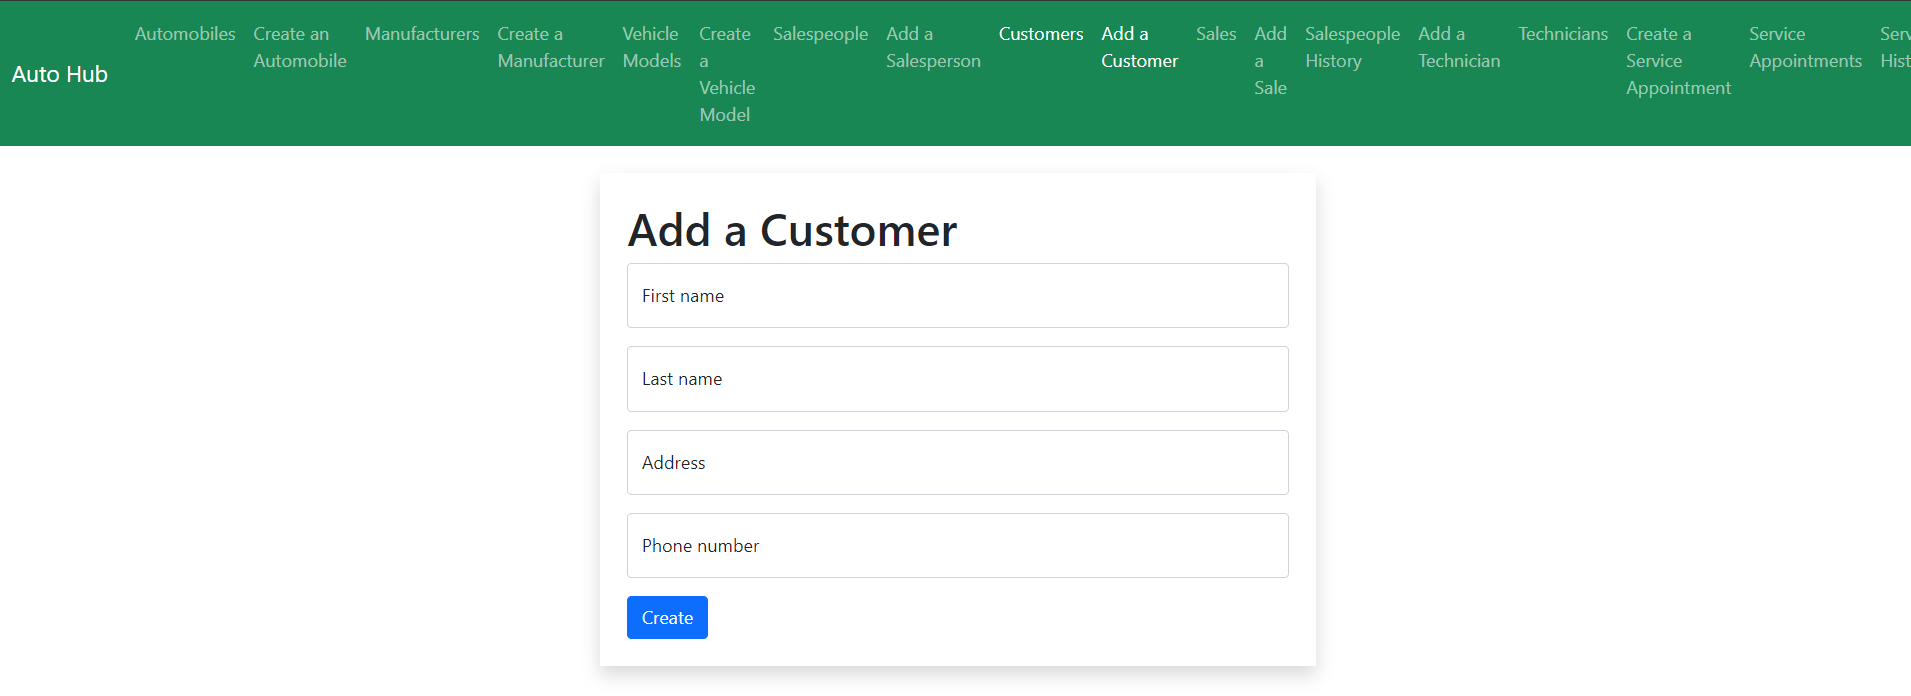 Auto Hub
Automobiles
Create an
Automobile
Manufacturers
Create a
Manufacturer
Vehicle
Models
Create
a
Vehicle
Model
Salespeople
Add a
Salesperson
Customers
Add a
Customer
Sales
Add
a
Sale
Salespeople
History
Add a
Technician
Technicians
Create a
Service
Appointment
Service
Appointments
Add a Customer
First name
Last name
Address
Phone number
Create